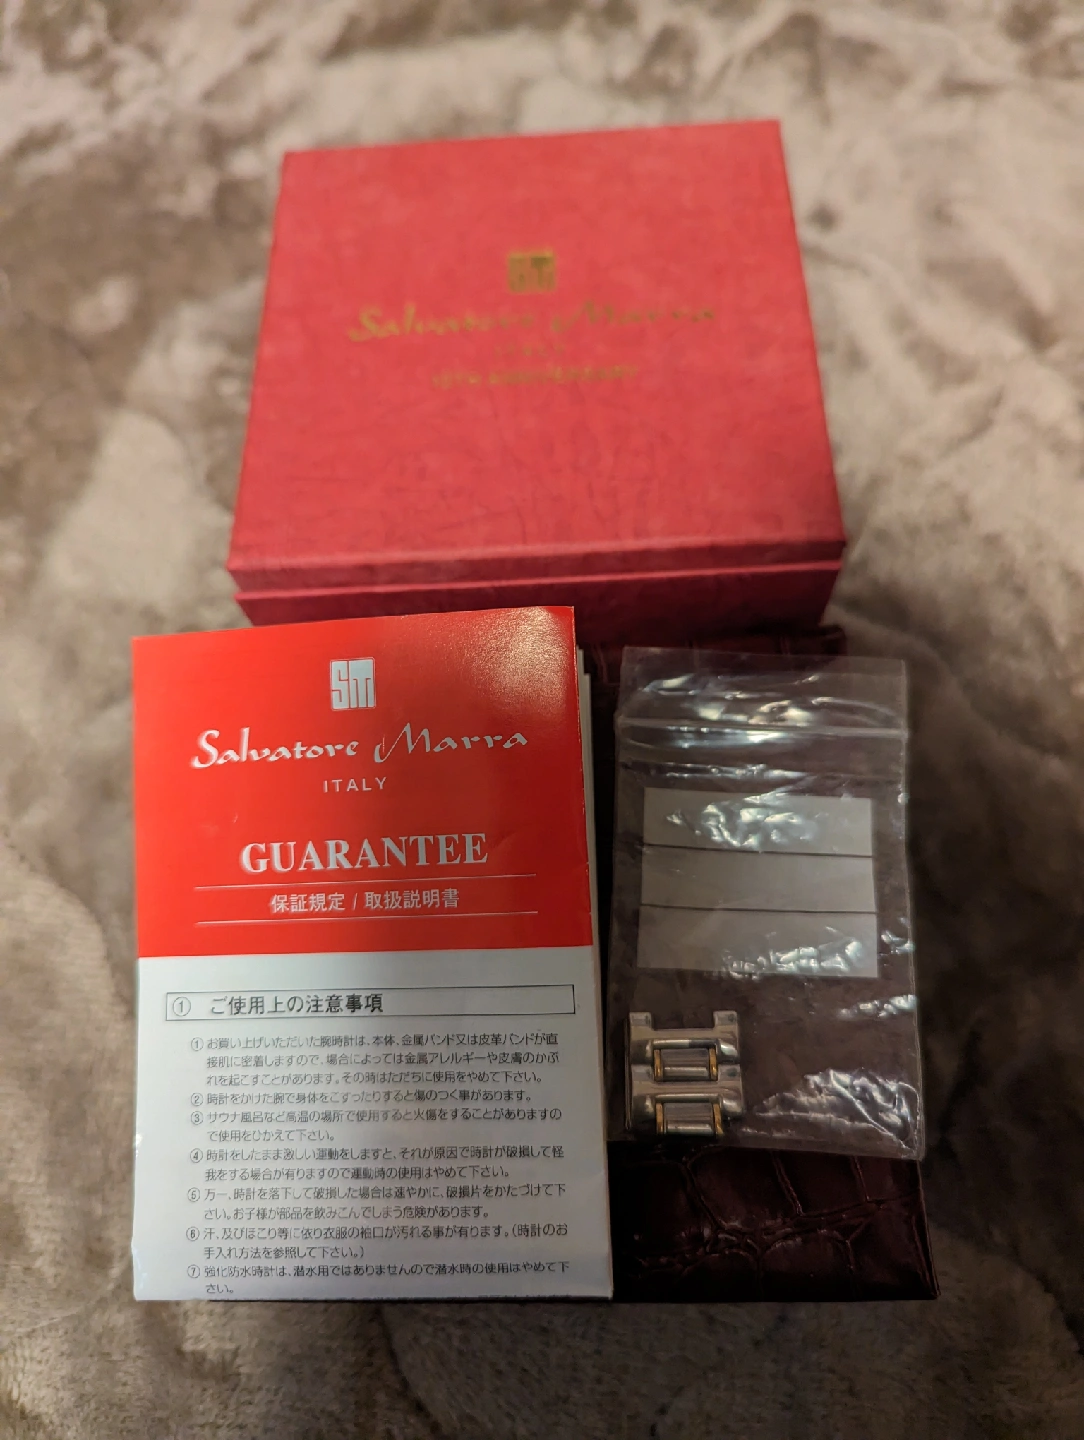 SM
Salvatore Marra
ITALY
10TH ANNIVERSARY
SM
Salvatore Marra
ITALY
GUARANTEE
保証規定 / 取扱説明書
① ご使用上の注意事項
① お買い上げいただいた腕時計は、本体、金属バンド又は皮革バンドが直
接肌に密着しますので、場合によっては金属アレルギーや皮膚のかぶ
れを起こすことがあります。その時はただちに使用をやめて下さい。
② 時計をかけた腕で身体をこすったりすると傷のつく事があります。
③ サウナ風呂など高温の場所で使用すると火傷をすることがありますの
で使用をひかえて下さい。
④ 時計をしたまま激しい運動をしますと、それが原因で時計が破損して怪
我をする場合が有りますので運動時の使用はやめて下さい。
⑤ 万一、時計を落下して破損した場合は速やかに、破損片をかたづけて下
さい。お子様が部品を飲みこんでしまう危険があります。
⑥ 汗、及びほこり等に依り衣服の袖口が汚れる事が有ります。(時計のお
手入れ方法を参照して下さい。)
⑦ 強化防水時計は、潜水用ではありませんので潜水時の使用はやめて下
さい。